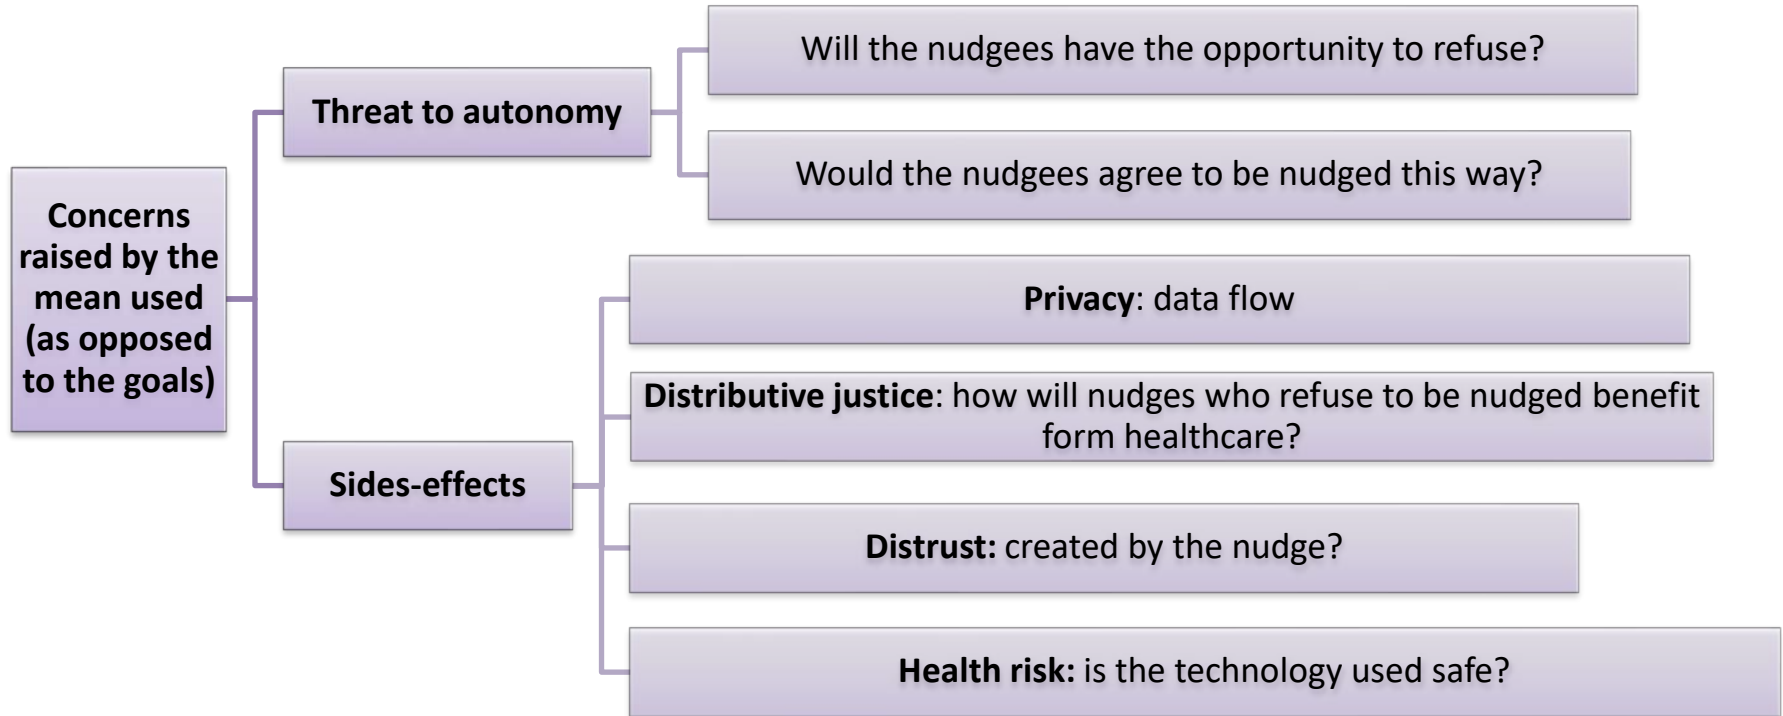 Concerns
raised by the
mean used
(as opposed
to the goals)
Threat to autonomy
Will the nudgees have the opportunity to refuse?
Would the nudgees agree to be nudged this way?
Sides-effects
Privacy: data flow
Distributive justice: how will nudges who refuse to be nudged benefit
form healthcare?
Distrust: created by the nudge?
Health risk: is the technology used safe?